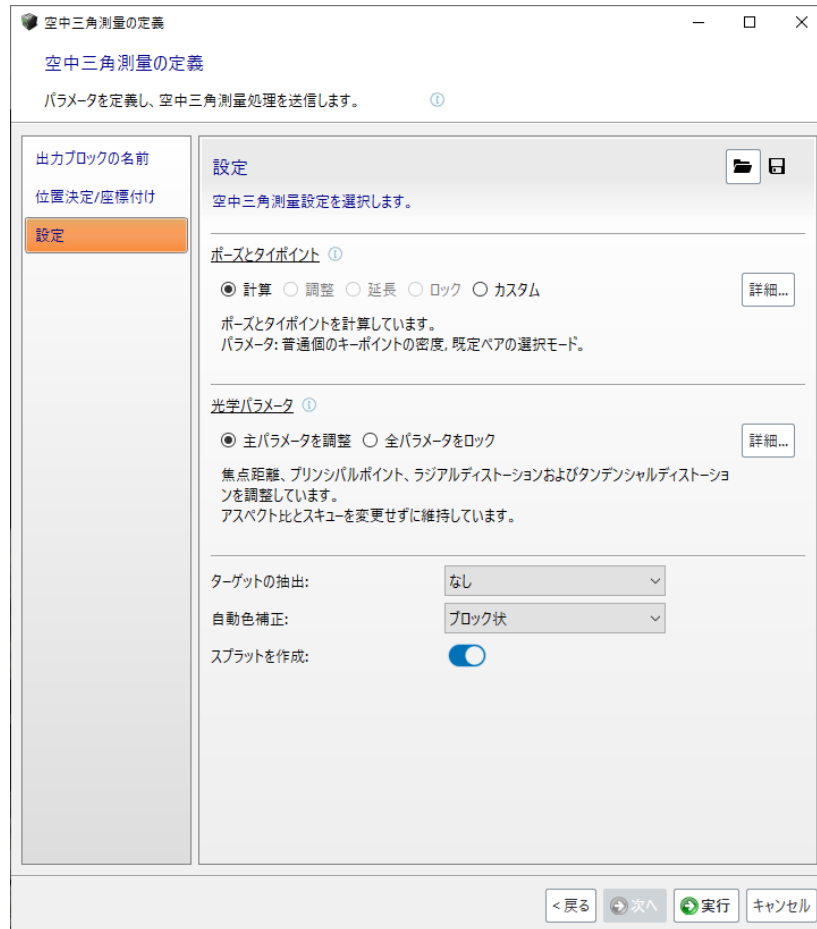 空中三角測量の定義
空中三角測量の定義
パラメータを定義し、空中三角測量処理を送信します。
出力ブロックの名前
位置決定/座標付け
設定
設定
空中三角測量設定を選択します。
ポーズとタイポイント
計算 調整 延長 ロック カスタム
詳細...
ポーズとタイポイントを計算しています。
パラメータ: 普通個のキーポイントの密度, 既定ペアの選択モード。
光学パラメータ
主パラメータを調整 全パラメータをロック
詳細...
焦点距離、プリンシパルポイント、ラジアルディストーションおよびタンデンシャルディストーショ
ンを調整しています。
アスペクト比とスキューを変更せずに維持しています。
ターゲットの抽出: なし
自動色補正: ブロック状
スプラットを作成:
< 戻る 次へ 実行 キャンセル